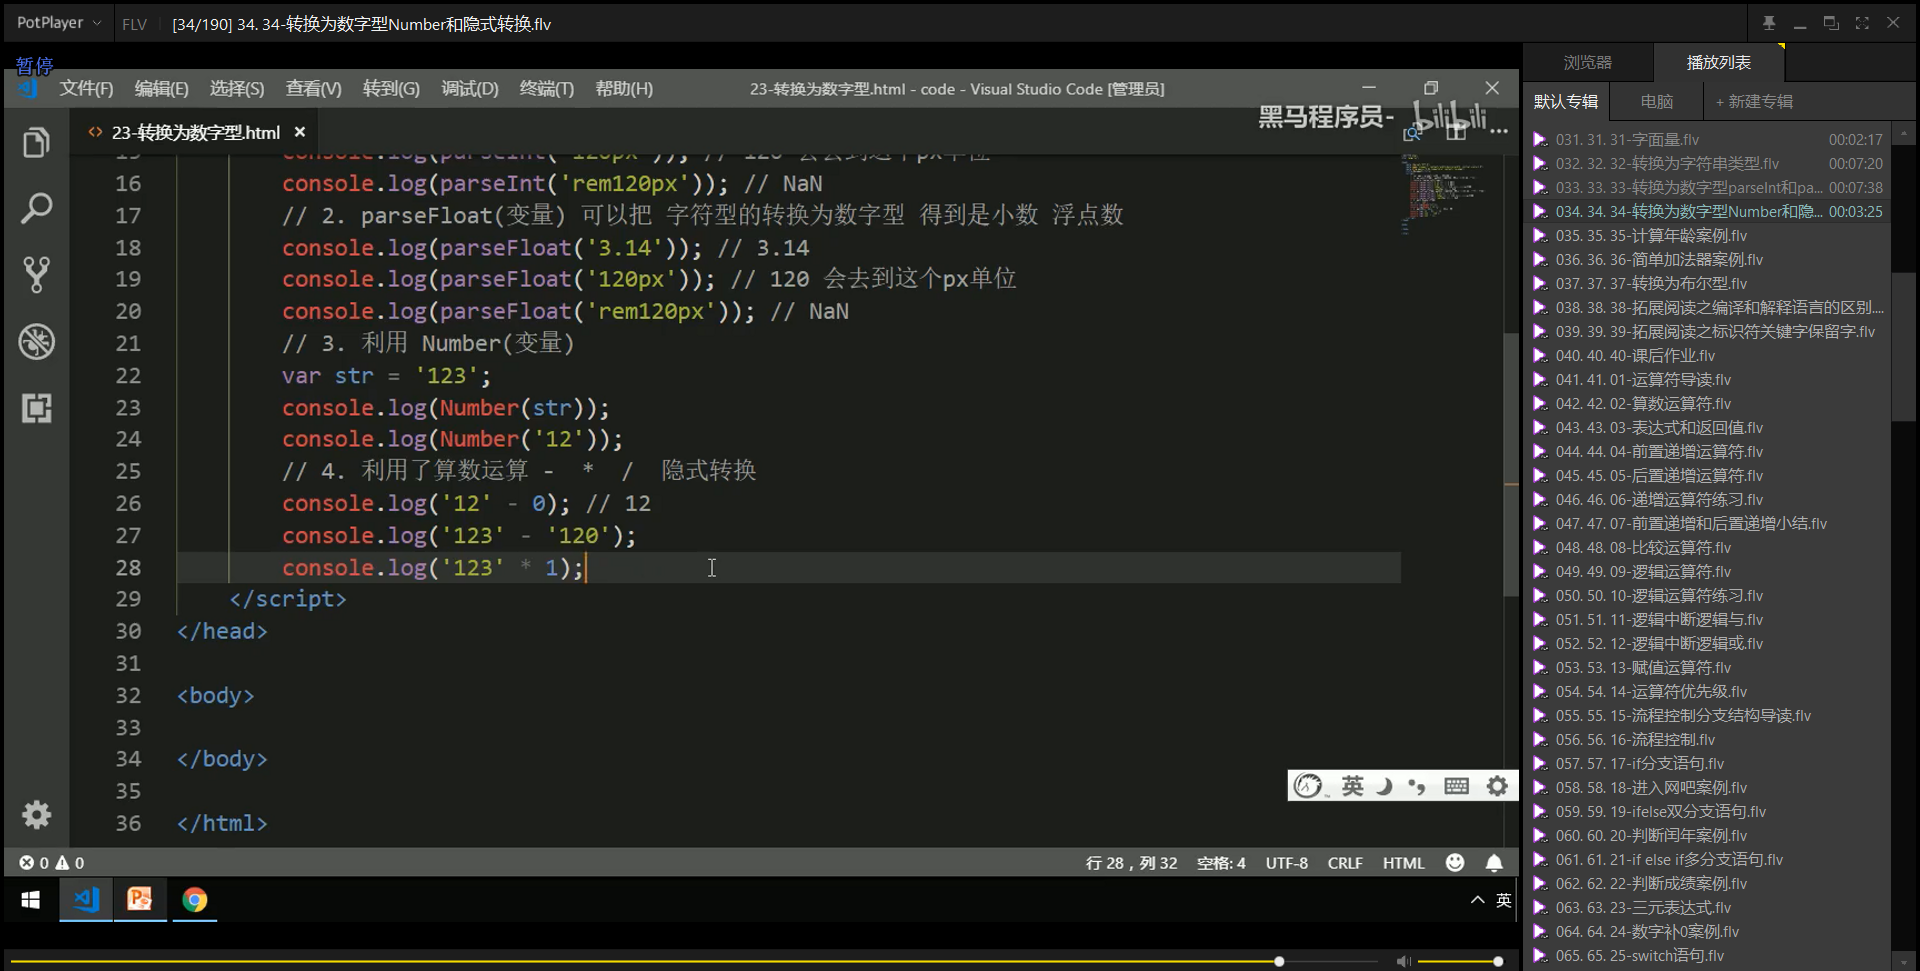 PotPlayer
FLV
[34/190] 34. 34-转换为数字型Number和隐式转换.flv
暂停
浏览器
播放列表
文件(F) 编辑(E) 选择(S) 查看(V) 转到(G) 调试(D) 终端(T) 帮助(H)
23-转换为数字型.html - code - Visual Studio Code [管理员]
默认专辑
电脑
+ 新建专辑
黑马程序员-
bilibili
23-转换为数字型.html
console.log(parseInt('120px')); // 120 会去到这个px单位
16 console.log(parseInt('rem120px')); // NaN
17 // 2. parseFloat(变量) 可以把 字符型的转换为数字型 得到是小数 浮点数
18 console.log(parseFloat('3.14')); // 3.14
19 console.log(parseFloat('120px')); // 120 会去到这个px单位
20 console.log(parseFloat('rem120px')); // NaN
21 // 3. 利用 Number(变量)
22 var str = '123';
23 console.log(Number(str));
24 console.log(Number('12'));
25 // 4. 利用了算数运算 - * / 隐式转换
26 console.log('12' - 0); // 12
27 console.log('123' - '120');
28 console.log('123' * 1);
29 </script>
30 </head>
31
32 <body>
33
34 </body>
35
36 </html>
英
0 0
行 28，列 32
空格: 4
UTF-8
CRLF
HTML
英
031. 31. 31-字面量.flv 00:02:17
032. 32. 32-转换为字符串类型.flv 00:07:20
033. 33. 33-转换为数字型parseInt和pa... 00:07:38
034. 34. 34-转换为数字型Number和隐... 00:03:25
035. 35. 35-计算年龄案例.flv
036. 36. 36-简单加法器案例.flv
037. 37. 37-转换为布尔型.flv
038. 38. 38-拓展阅读之编译和解释语言的区别....
039. 39. 39-拓展阅读之标识符关键字保留字.flv
040. 40. 40-课后作业.flv
041. 41. 01-运算符导读.flv
042. 42. 02-算数运算符.flv
043. 43. 03-表达式和返回值.flv
044. 44. 04-前置递增运算符.flv
045. 45. 05-后置递增运算符.flv
046. 46. 06-递增运算符练习.flv
047. 47. 07-前置递增和后置递增小结.flv
048. 48. 08-比较运算符.flv
049. 49. 09-逻辑运算符.flv
050. 50. 10-逻辑运算符练习.flv
051. 51. 11-逻辑中断逻辑与.flv
052. 52. 12-逻辑中断逻辑或.flv
053. 53. 13-赋值运算符.flv
054. 54. 14-运算符优先级.flv
055. 55. 15-流程控制分支结构导读.flv
056. 56. 16-流程控制.flv
057. 57. 17-if分支语句.flv
058. 58. 18-进入网吧案例.flv
059. 59. 19-ifelse双分支语句.flv
060. 60. 20-判断闰年案例.flv
061. 61. 21-if else if多分支语句.flv
062. 62. 22-判断成绩案例.flv
063. 63. 23-三元表达式.flv
064. 64. 24-数字补0案例.flv
065. 65. 25-switch语句.flv